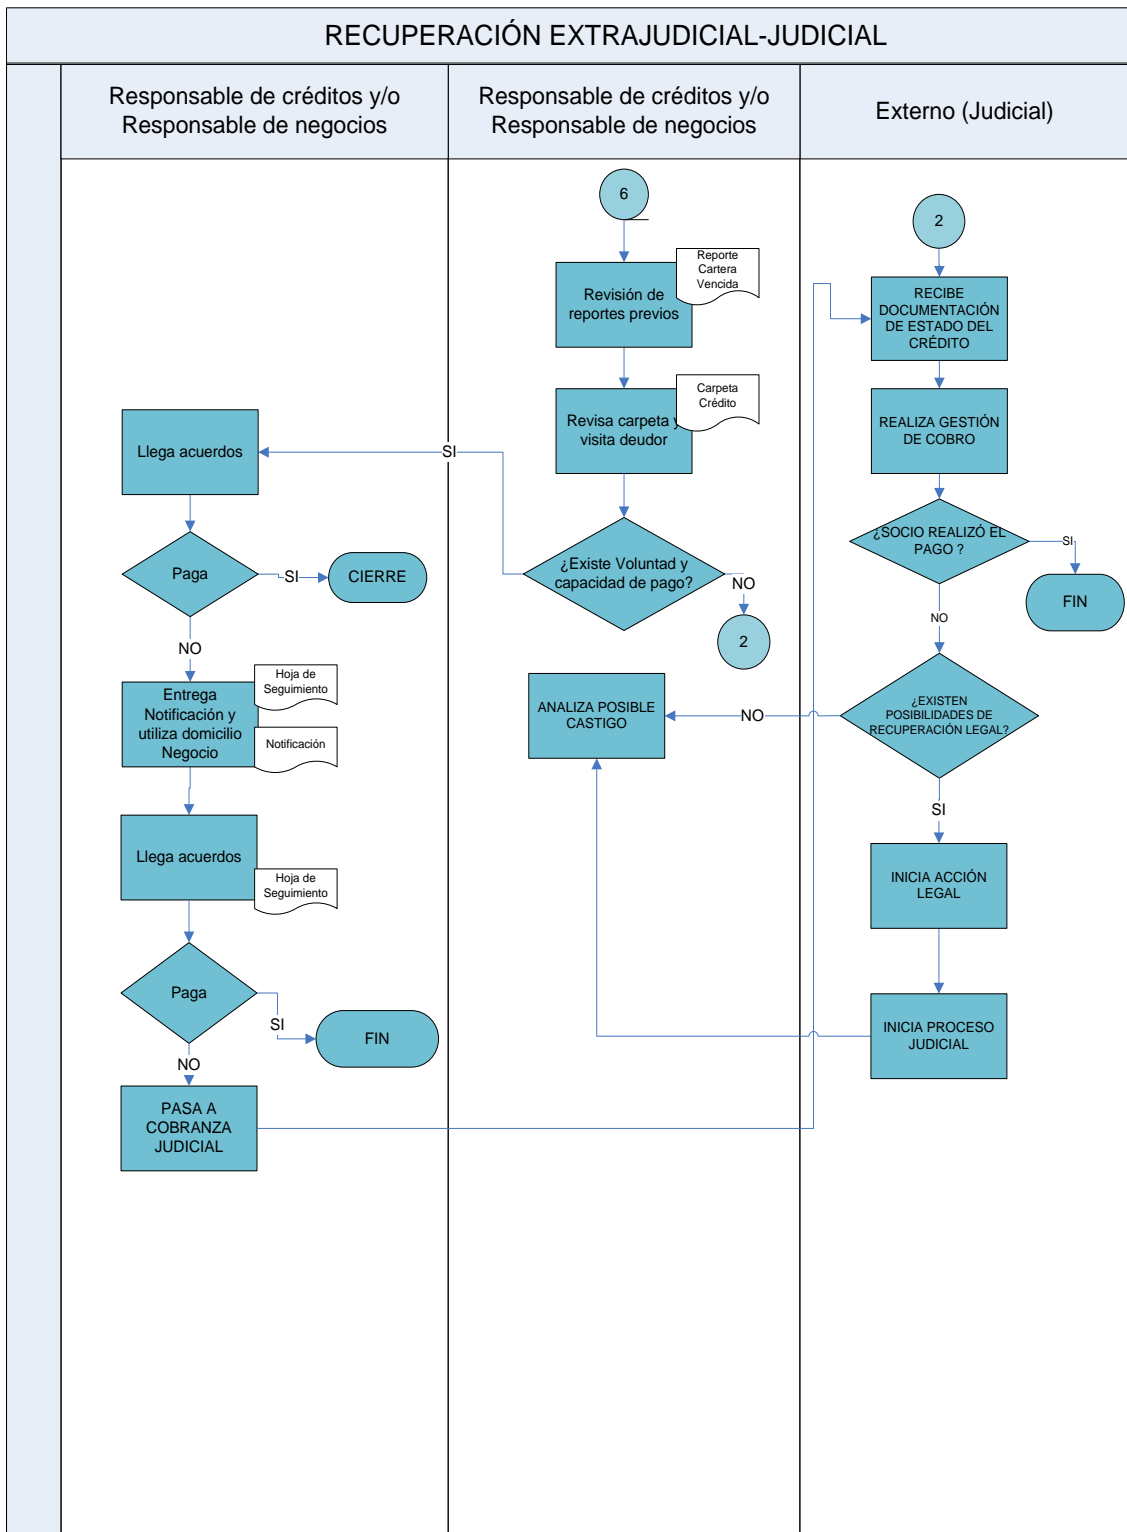 RECUPERACIÓN EXTRAJUDICIAL-JUDICIAL
Responsable de créditos y/o
Responsable de negocios
Responsable de créditos y/o
Responsable de negocios
Externo (Judicial)
6
Reporte
Cartera
Vencida
Revisión de
reportes previos
Carpeta
Crédito
Revisa carpeta y
visita deudor
¿Existe Voluntad y
capacidad de pago?
SI
NO
2
ANALIZA POSIBLE
CASTIGO
Llega acuerdos
Paga
SI
CIERRE
NO
Hoja de
Seguimiento
Entrega
Notificación y
utiliza domicilio
Negocio
Notificación
Llega acuerdos
Hoja de
Seguimiento
Paga
SI
FIN
NO
PASA A
COBRANZA
JUDICIAL
2
RECIBE
DOCUMENTACIÓN
DE ESTADO DEL
CRÉDITO
REALIZA GESTIÓN
DE COBRO
¿SOCIO REALIZÓ EL
PAGO ?
SI
FIN
NO
¿EXISTEN
POSIBILIDADES DE
RECUPERACIÓN LEGAL?
NO
SI
INICIA ACCIÓN
LEGAL
INICIA PROCESO
JUDICIAL